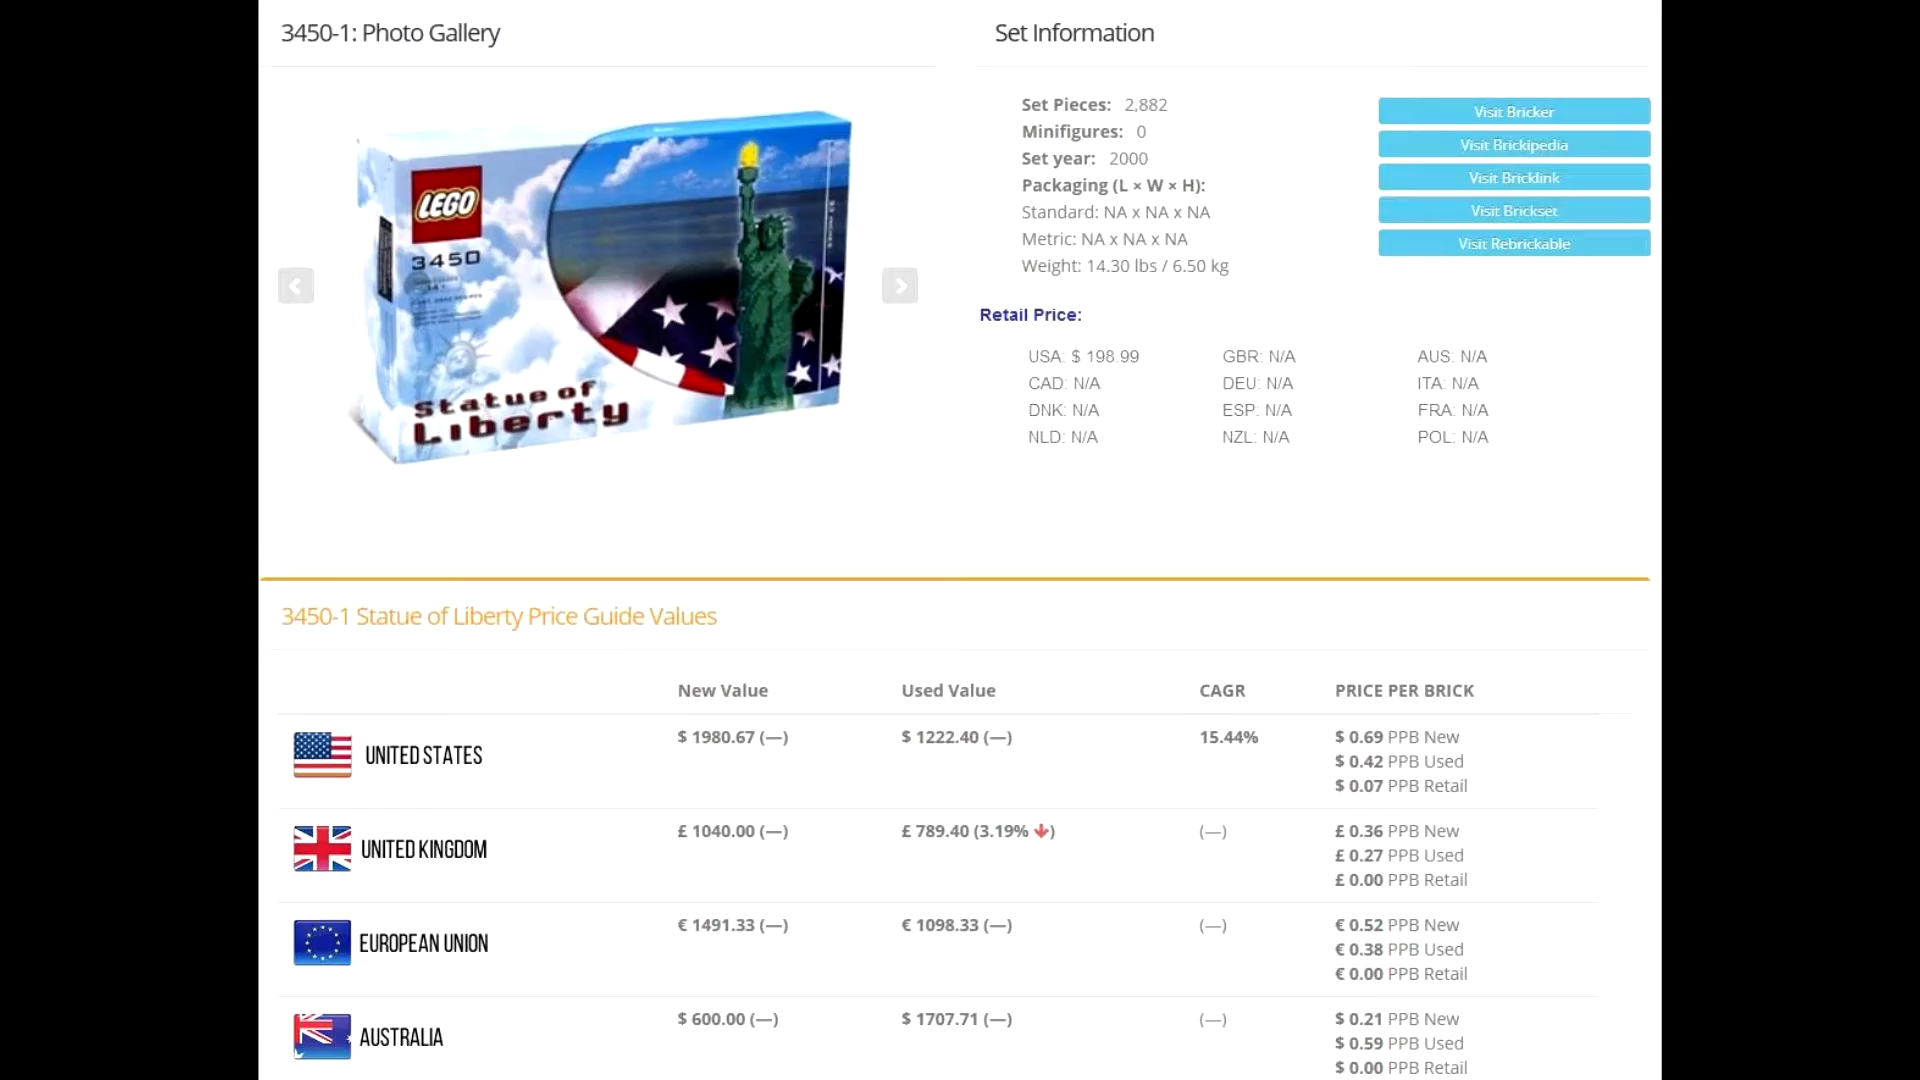 3450-1: Photo Gallery
Set Information
LEGO
3450
Statue of
Liberty
Set Pieces: 2,882
Minifigures: 0
Set year: 2000
Packaging (L × W × H):
Standard: NA x NA x NA
Metric: NA x NA x NA
Weight: 14.30 lbs / 6.50 kg
Visit Bricker
Visit Brickipedia
Visit Bricklink
Visit Brickset
Visit Rebrickable
Retail Price:
USA: $ 198.99 GBR: N/A AUS: N/A
CAD: N/A DEU: N/A ITA: N/A
DNK: N/A ESP: N/A FRA: N/A
NLD: N/A NZL: N/A POL: N/A
3450-1 Statue of Liberty Price Guide Values
New Value Used Value CAGR PRICE PER BRICK
UNITED STATES $ 1980.67 (—) $ 1222.40 (—) 15.44% $ 0.69 PPB New
$ 0.42 PPB Used
$ 0.07 PPB Retail
UNITED KINGDOM £ 1040.00 (—) £ 789.40 (3.19% ) (—) £ 0.36 PPB New
£ 0.27 PPB Used
£ 0.00 PPB Retail
EUROPEAN UNION € 1491.33 (—) € 1098.33 (—) (—) € 0.52 PPB New
€ 0.38 PPB Used
€ 0.00 PPB Retail
AUSTRALIA $ 600.00 (—) $ 1707.71 (—) (—) $ 0.21 PPB New
$ 0.59 PPB Used
$ 0.00 PPB Retail